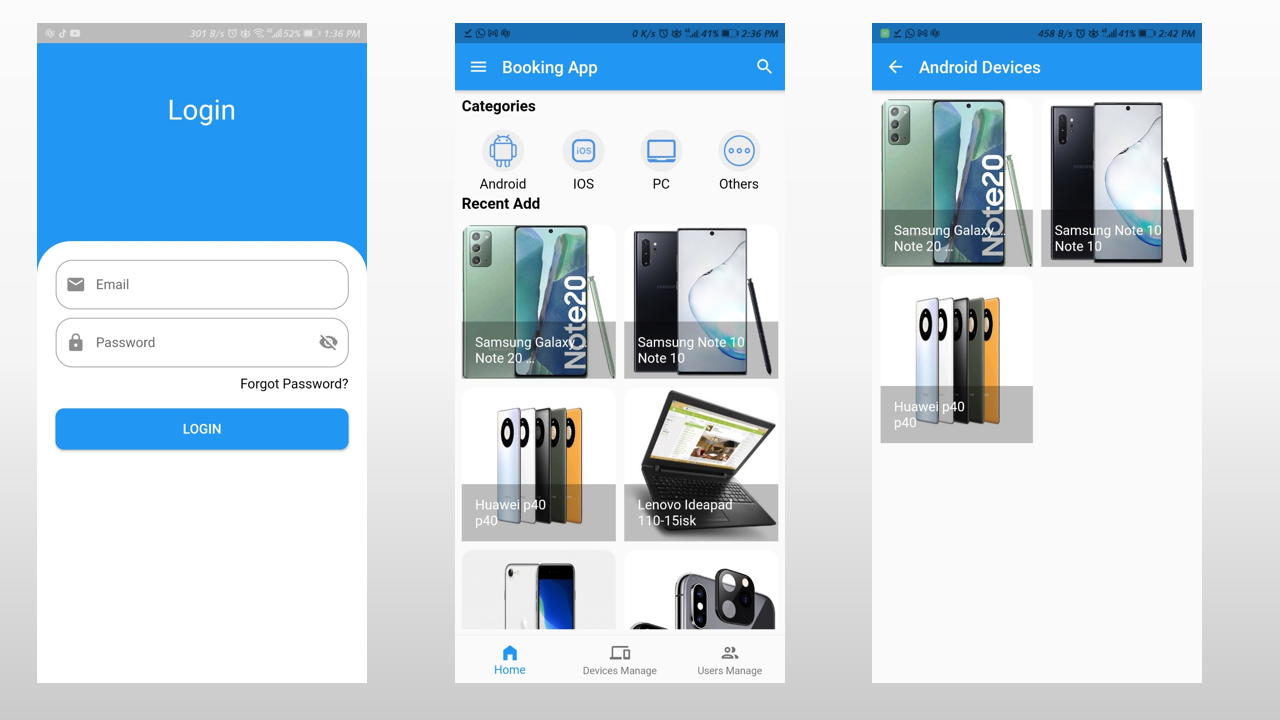 301 B/s 52% 1:36 PM
Login
Email
Password
Forgot Password?
LOGIN
0 K/s 41% 2:36 PM
Booking App
Categories
Android IOS PC Others
Recent Add
Note20
Samsung Galaxy ...
Note 20 ...
Samsung Note 10
Note 10
Huawei p40
p40
Lenovo Ideapad
110-15isk
Home Devices Manage Users Manage
458 B/s 41% 2:42 PM
Android Devices
Note20
Samsung Galaxy ...
Note 20 ...
Samsung Note 10
Note 10
Huawei p40
p40